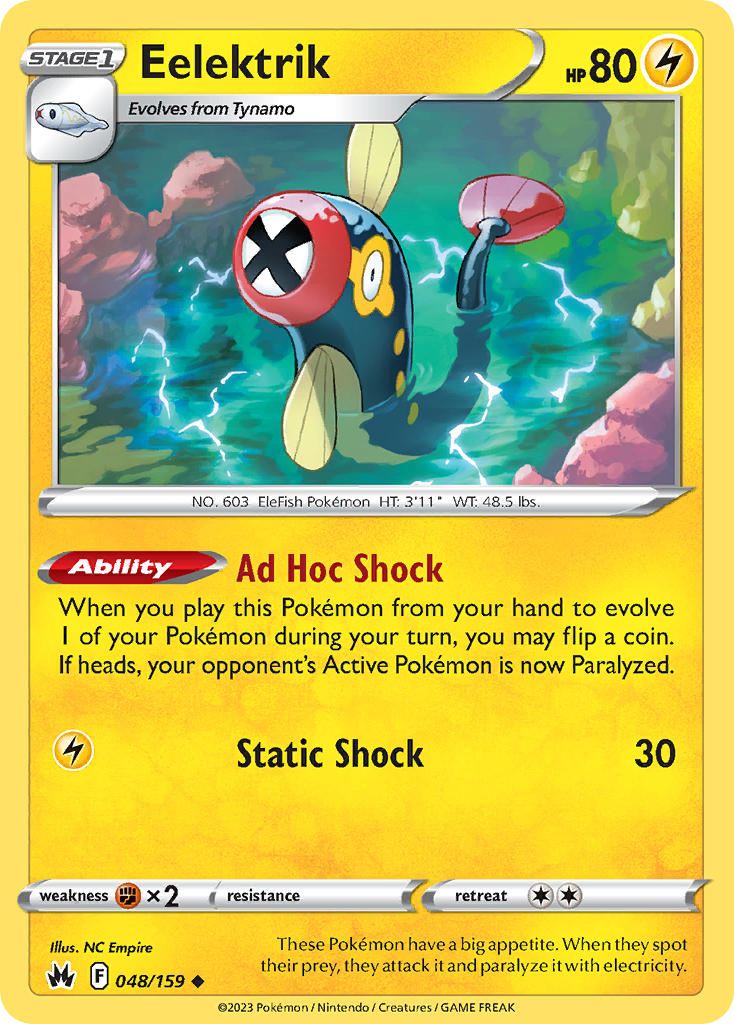 STAGE1
Eelektrik
HP80
Evolves from Tynamo
NO. 603 EleFish Pokémon HT: 3'11" WT: 48.5 lbs.
Ability Ad Hoc Shock
When you play this Pokémon from your hand to evolve
1 of your Pokémon during your turn, you may flip a coin.
If heads, your opponent's Active Pokémon is now Paralyzed.
Static Shock 30
weakness ×2 resistance retreat
Illus. NC Empire
These Pokémon have a big appetite. When they spot
their prey, they attack it and paralyze it with electricity.
F 048/159
©2023 Pokémon / Nintendo / Creatures / GAME FREAK